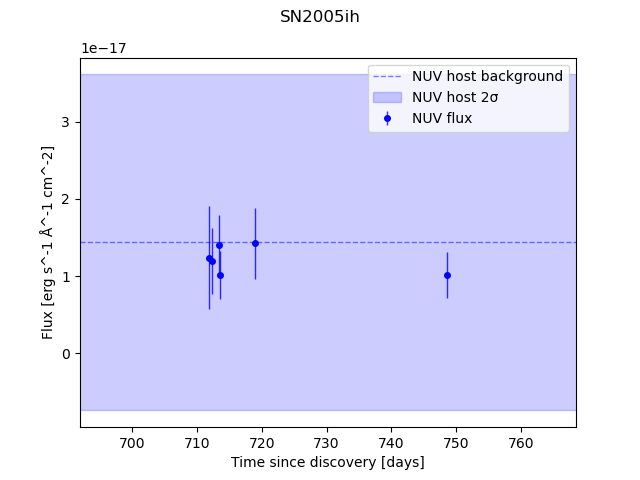 SN2005ih
1e−17
NUV host background
NUV host 2σ
NUV flux
3
2
1
0
Flux [erg s^-1 Å^-1 cm^-2]
700
710
720
730
740
750
760
Time since discovery [days]